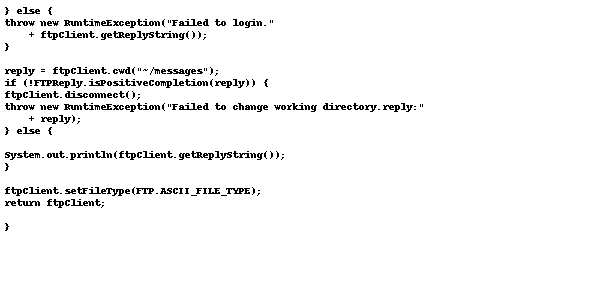 } else {
throw new RuntimeException("Failed to login."
+ ftpClient.getReplyString());
}
reply = ftpClient.cwd("~/messages");
if (!FTPReply.isPositiveCompletion(reply)) {
ftpClient.disconnect();
throw new RuntimeException("Failed to change working directory.reply:"
+ reply);
} else {
System.out.println(ftpClient.getReplyString());
}
ftpClient.setFileType(FTP.ASCII_FILE_TYPE);
return ftpClient;
}